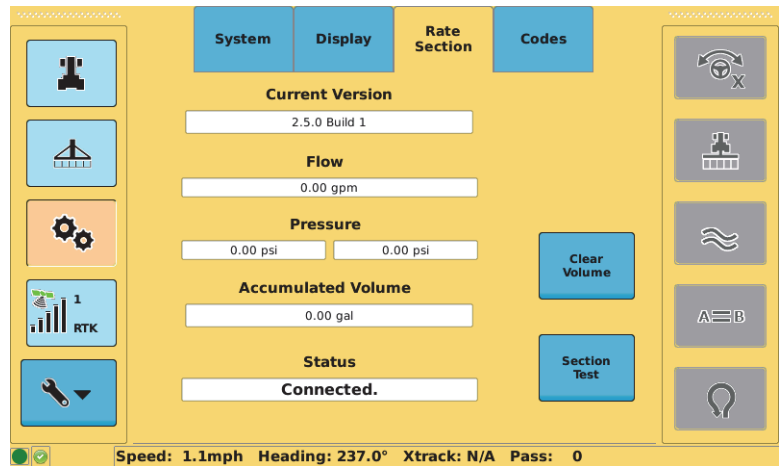 System
Display
Rate
Section
Codes
Current Version
2.5.0 Build 1
Flow
0.00 gpm
Pressure
0.00 psi
0.00 psi
Clear
Volume
Accumulated Volume
0.00 gal
Status
Connected.
Section
Test
1
RTK
X
A B
Speed: 1.1mph Heading: 237.0° Xtrack: N/A Pass: 0